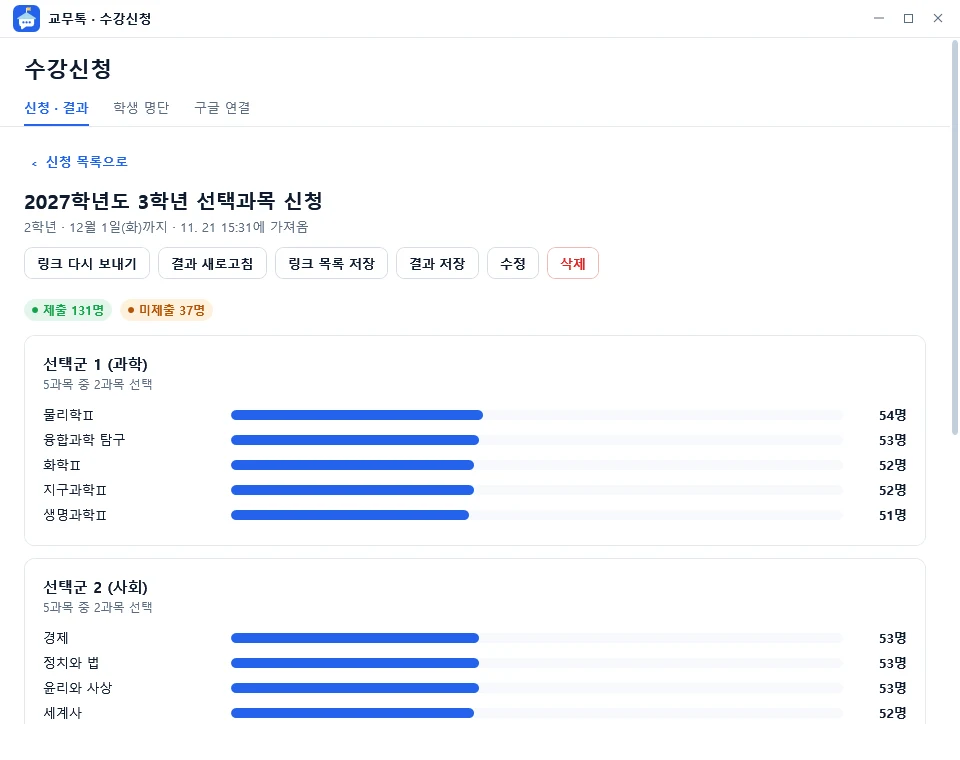 교무톡 · 수강신청
수강신청
신청 · 결과 학생 명단 구글 연결
‹ 신청 목록으로
2027학년도 3학년 선택과목 신청
2학년 · 12월 1일(화)까지 · 11. 21 15:31에 가져옴
링크 다시 보내기 결과 새로고침 링크 목록 저장 결과 저장 수정 삭제
제출 131명 미제출 37명
선택군 1 (과학)
5과목 중 2과목 선택
물리학Ⅱ 54명
융합과학 탐구 53명
화학Ⅱ 52명
지구과학Ⅱ 52명
생명과학Ⅱ 51명
선택군 2 (사회)
5과목 중 2과목 선택
경제 53명
정치와 법 53명
윤리와 사상 53명
세계사 52명